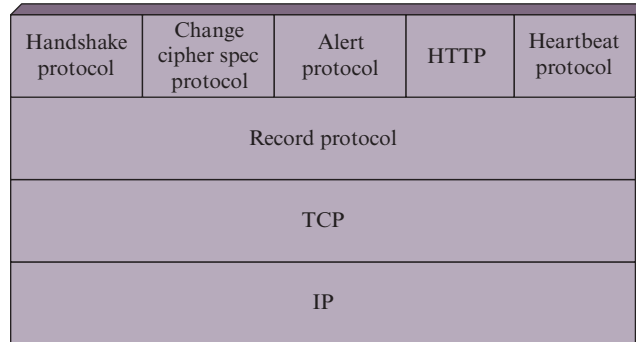 Handshake
protocol
Change
cipher spec
protocol
Alert
protocol
HTTP
Heartbeat
protocol
Record protocol
TCP
IP